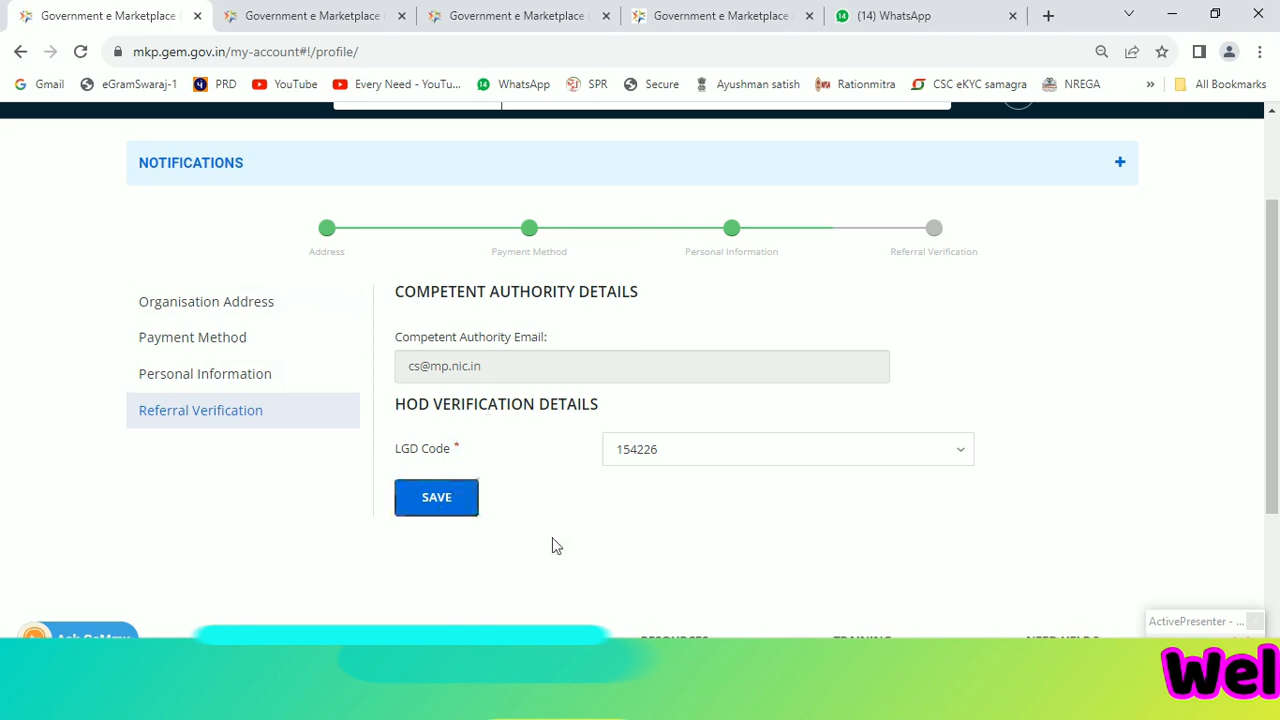 Government e Marketplace
Government e Marketplace
Government e Marketplace
Government e Marketplace
(14) WhatsApp
mkp.gem.gov.in/my-account#!/profile/
Gmail
eGramSwaraj-1
PRD
YouTube
Every Need - YouTu...
WhatsApp
SPR
Secure
Ayushman satish
Rationmitra
CSC eKYC samagra
NREGA
»
All Bookmarks
NOTIFICATIONS +
Address
Payment Method
Personal Information
Referral Verification
Organisation Address
Payment Method
Personal Information
Referral Verification
COMPETENT AUTHORITY DETAILS
Competent Authority Email:
cs@mp.nic.in
HOD VERIFICATION DETAILS
LGD Code *
154226
SAVE
ActivePresenter - ...
Wel